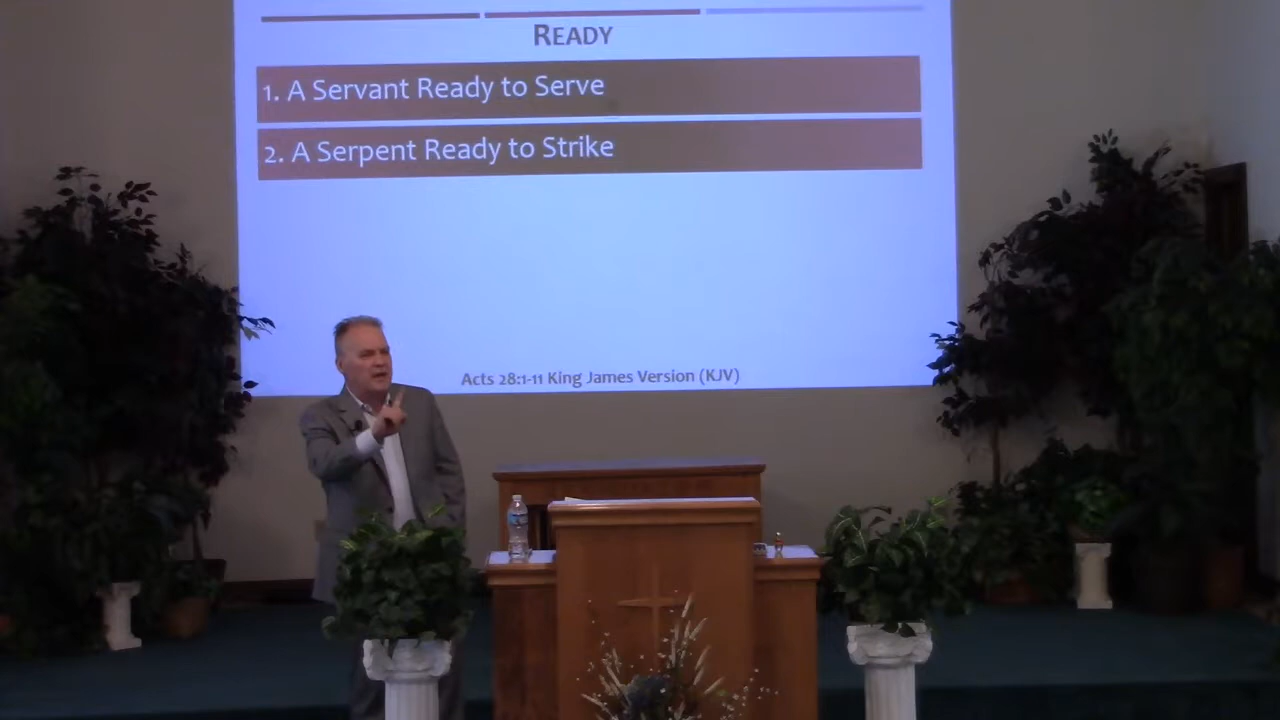 READY
1. A Servant Ready to Serve
2. A Serpent Ready to Strike
Acts 28:1-11 King James Version (KJV)